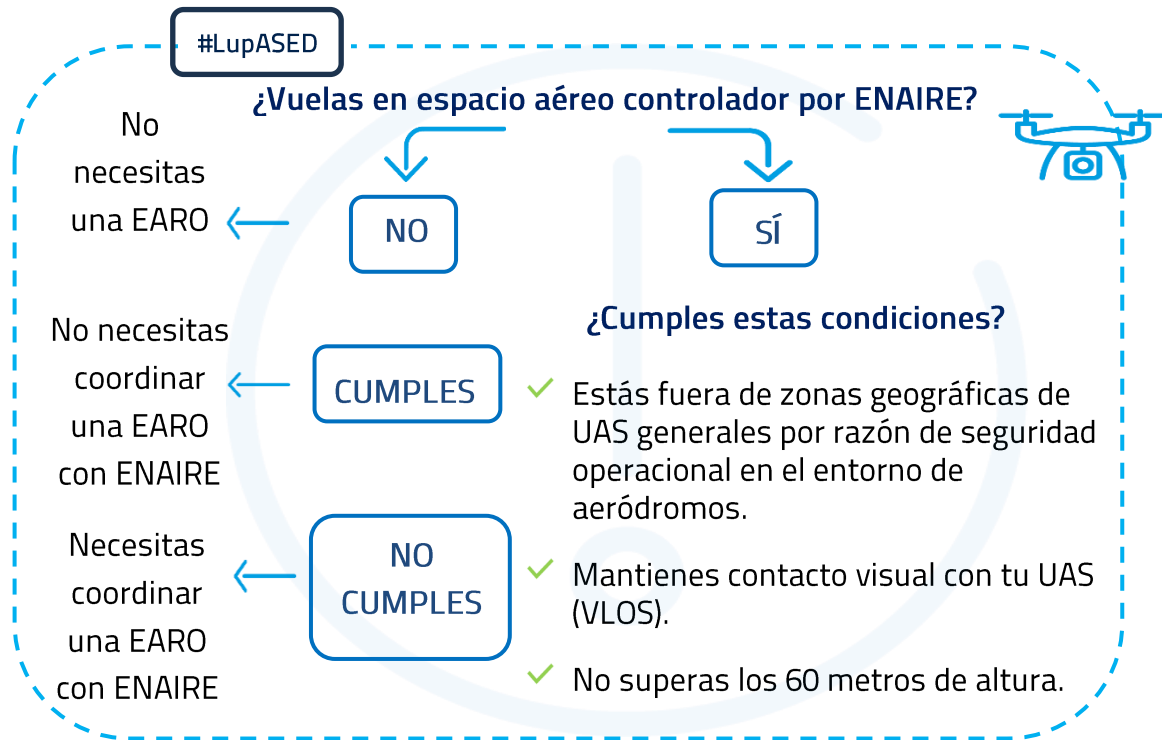 #LupASED
¿Vuelas en espacio aéreo controlador por ENAIRE?
No
necesitas
una EARO
NO
SÍ
¿Cumples estas condiciones?
No necesitas
coordinar
una EARO
con ENAIRE
CUMPLES
Estás fuera de zonas geográficas de
UAS generales por razón de seguridad
operacional en el entorno de
aeródromos.
Necesitas
coordinar
una EARO
con ENAIRE
NO
CUMPLES
Mantienes contacto visual con tu UAS
(VLOS).
No superas los 60 metros de altura.